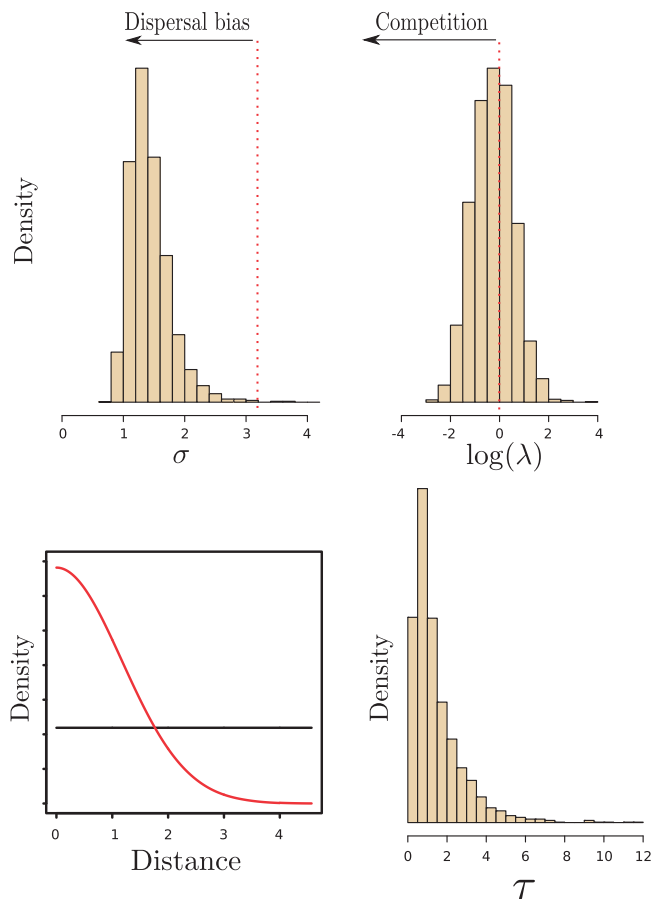 Dispersal bias
Competition
Density
0 1 2 3 4
-4 -2 0 2 4
σ
log(λ)
Density
Density
0 1 2 3 4
Distance
0 2 4 6 8 10 12
τ